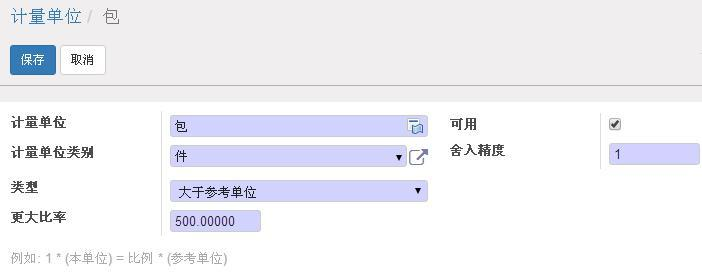 计量单位 / 包
保存 取消
计量单位 包 可用
计量单位类别 件 舍入精度 1
类型 大于参考单位
更大比率 500.00000
例如: 1 * (本单位) = 比例 * (参考单位)